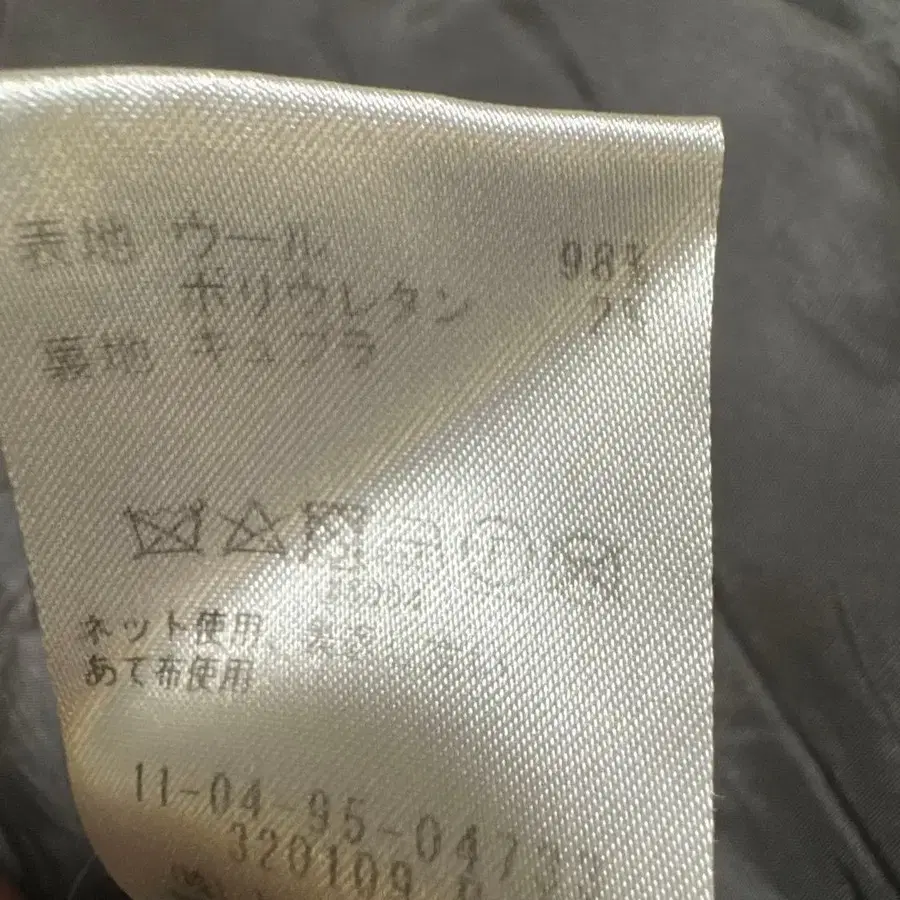 表地 ウール 98%
ポリウレタン 2%
裏地 キュプラ
ネット使用、
あて布使用
11-04-95-047
320109